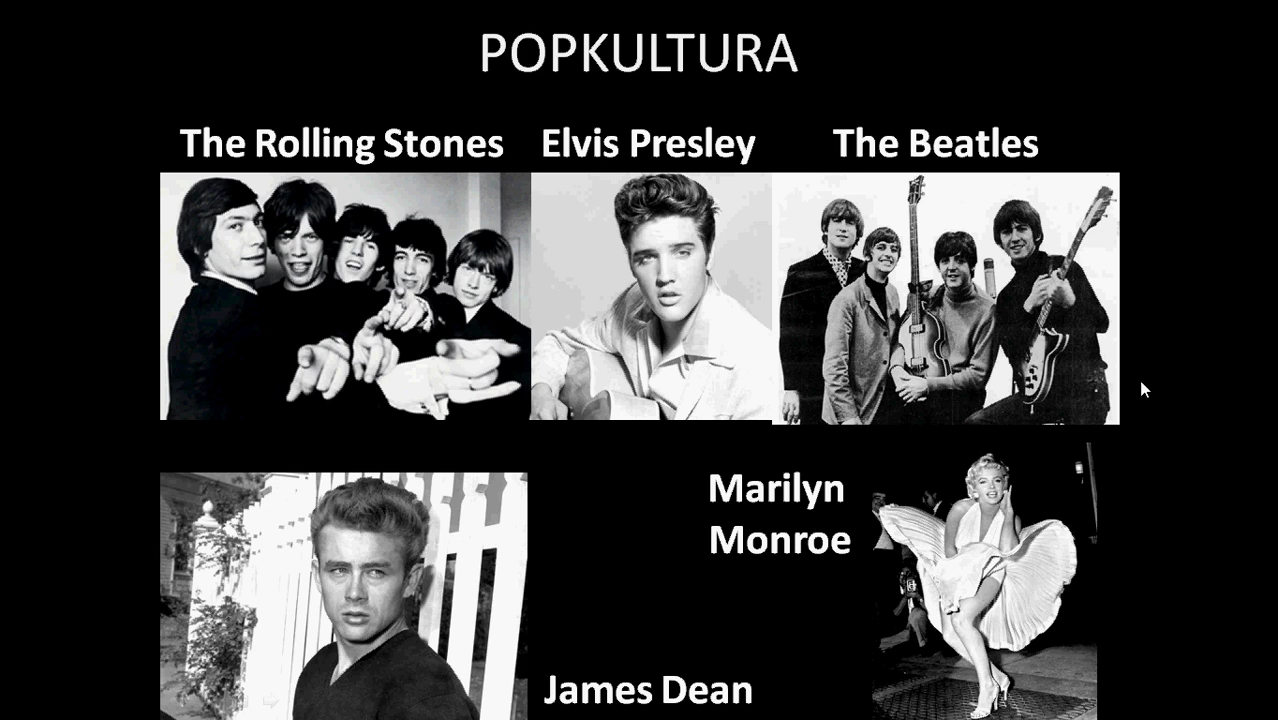 POPKULTURA
The Rolling Stones
Elvis Presley
The Beatles
Marilyn
Monroe
James Dean